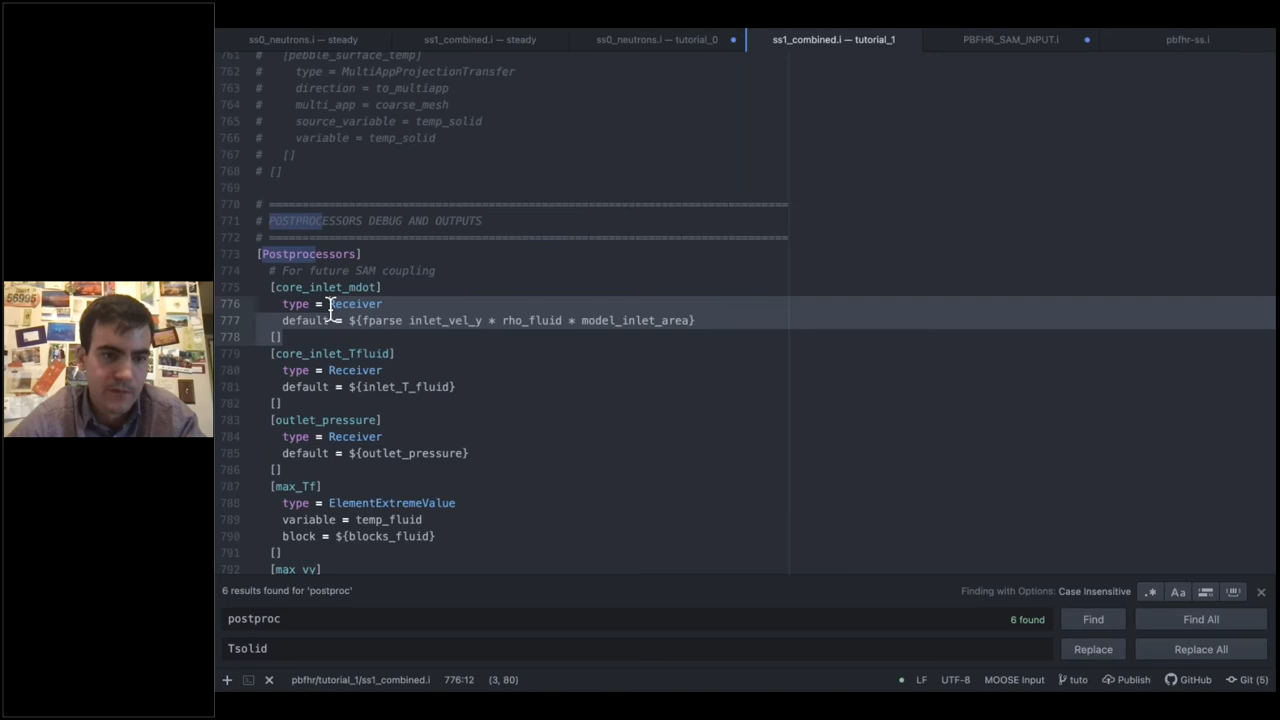 ss0_neutrons.i — steady
ss1_combined.i — steady
ss0_neutrons.i — tutorial_0
ss1_combined.i — tutorial_1
PBFHR_SAM_INPUT.i
pbfhr-ss.i
761 # [pebble_surface_temp]
762 # type = MultiAppProjectionTransfer
763 # direction = to_multiapp
764 # multi_app = coarse_mesh
765 # source_variable = temp_solid
766 # variable = temp_solid
767 # []
768 # []
769
770 # ==============================================================================
771 # POSTPROCESSORS DEBUG AND OUTPUTS
772 # ==============================================================================
773 [Postprocessors]
774 # For future SAM coupling
775 [core_inlet_mdot]
776 type = Receiver
777 default = ${fparse inlet_vel_y * rho_fluid * model_inlet_area}
778 []
779 [core_inlet_Tfluid]
780 type = Receiver
781 default = ${inlet_T_fluid}
782 []
783 [outlet_pressure]
784 type = Receiver
785 default = ${outlet_pressure}
786 []
787 [max_Tf]
788 type = ElementExtremeValue
789 variable = temp_fluid
790 block = ${blocks_fluid}
791 []
792 [max_vy]
6 results found for 'postproc'
Finding with Options: Case Insensitive
.* Aa
postproc
6 found
Find
Find All
Tsolid
Replace
Replace All
pbfhr/tutorial_1/ss1_combined.i 776:12 (3, 80)
LF UTF-8 MOOSE Input tuto Publish GitHub Git (5)
56995